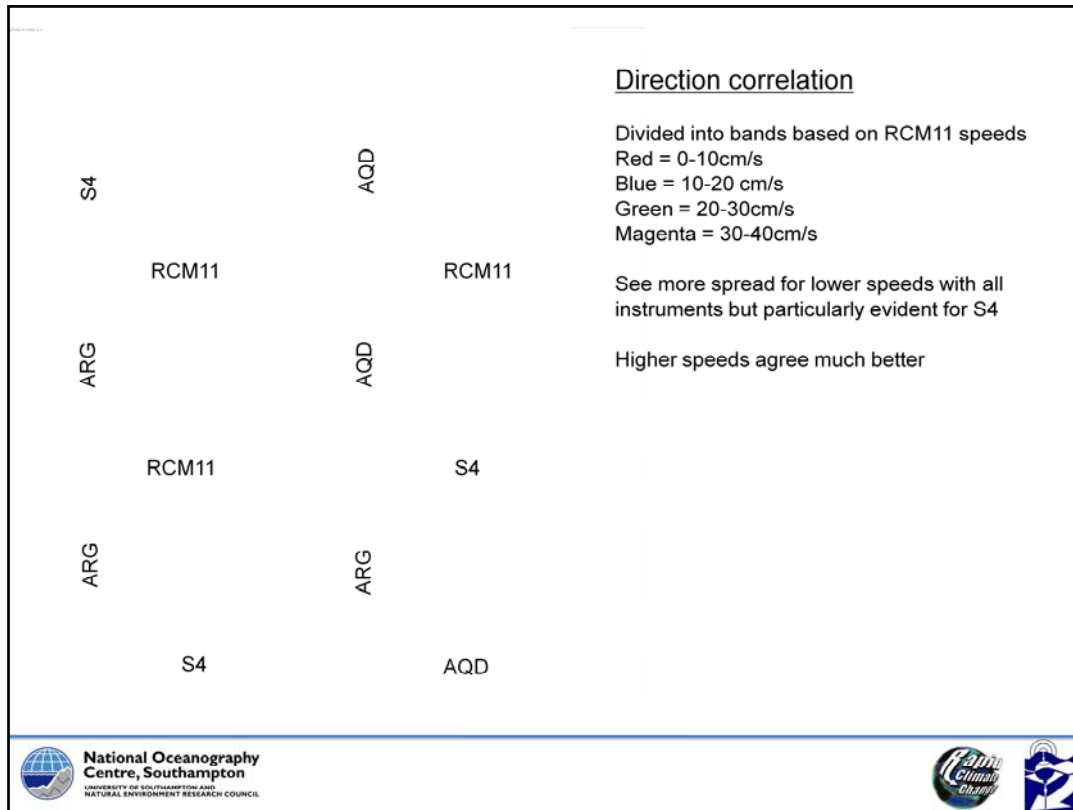 Direction correlation
Divided into bands based on RCM11 speeds
Red = 0-10cm/s
Blue = 10-20 cm/s
Green = 20-30cm/s
Magenta = 30-40cm/s
See more spread for lower speeds with all
instruments but particularly evident for S4
Higher speeds agree much better
S4
AQD
RCM11
RCM11
ARG
AQD
RCM11
S4
ARG
ARG
S4
AQD
National Oceanography
Centre, Southampton
UNIVERSITY OF SOUTHAMPTON AND
NATURAL ENVIRONMENT RESEARCH COUNCIL
Rapid
Climate
Change